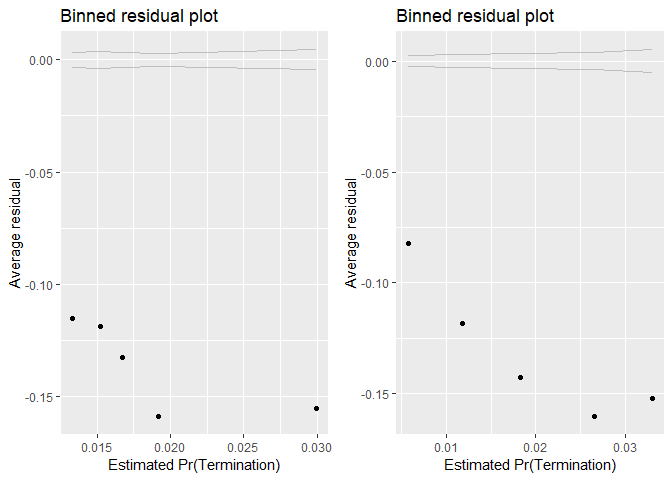 Binned residual plot
Average residual
0.00
-0.05
-0.10
-0.15
0.015 0.020 0.025 0.030
Estimated Pr(Termination)
Binned residual plot
Average residual
0.00
-0.05
-0.10
-0.15
0.01 0.02 0.03
Estimated Pr(Termination)